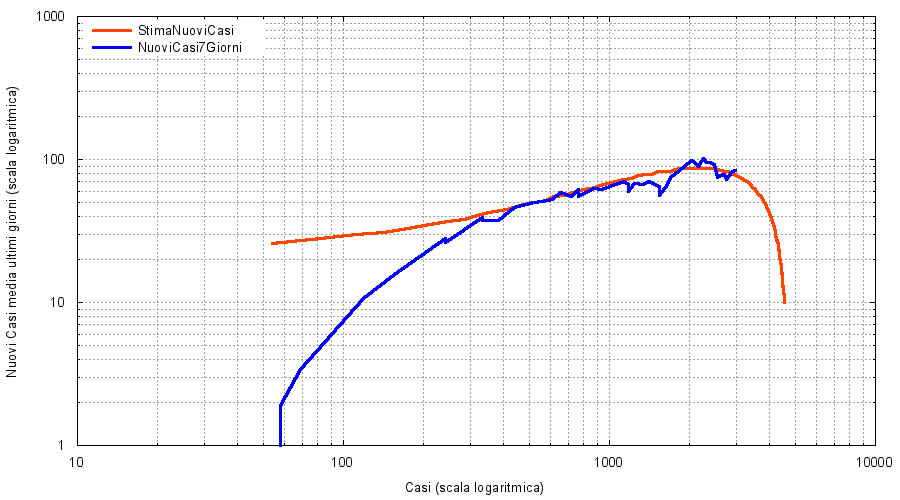 1000
StimaNuoviCasi
NuoviCasi7Giorni
100
10
1
Nuovi Casi media ultimi giorni (scala logaritmica)
10 100 1000 10000
Casi (scala logaritmica)